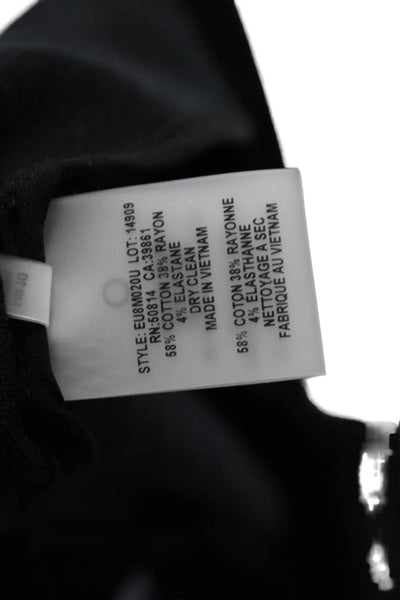 STYLE: EU8M020U LOT: 14909
RN:50814 CA:39861
58% COTTON 38% RAYON
4% ELASTANE
DRY CLEAN
MADE IN VIETNAM
58% COTON 38% RAYONNE
4% ELASTHANNE
NETTOYAGE A SEC
FABRIQUE AU VIETNAM